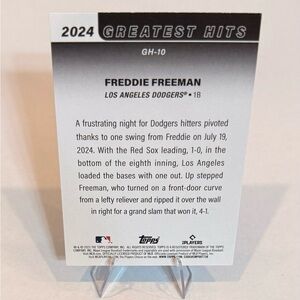 2024 GREATEST HITS
GH-10
FREDDIE FREEMAN
LOS ANGELES DODGERS® • 1B
A frustrating night for Dodgers hitters pivoted
thanks to one swing from Freddie on July 19,
2024. With the Red Sox leading, 1-0, in the
bottom of the eighth inning, Los Angeles
loaded the bases with one out. Up stepped
Freeman, who turned on a front-door curve
from a lefty reliever and ripped it over the wall
in right for a grand slam that won it, 4-1.
Topps
PLAYERS